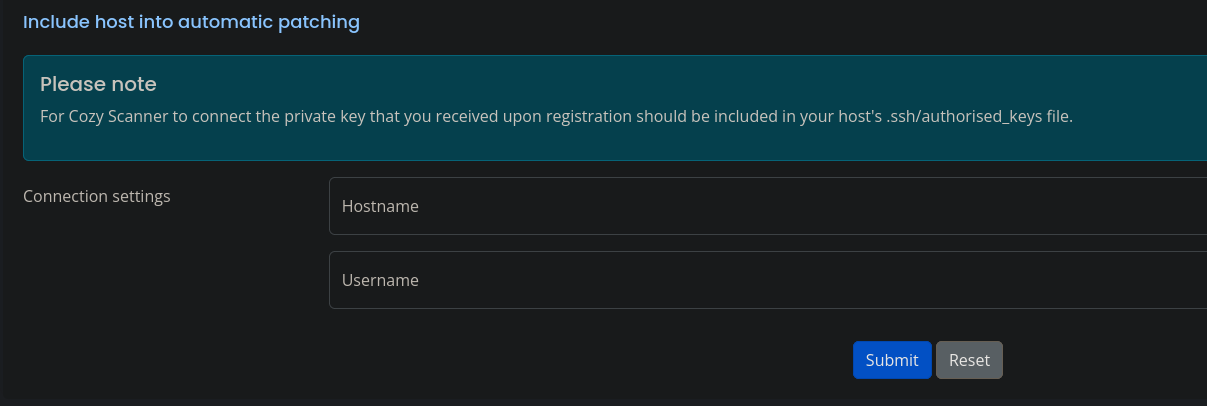 Include host into automatic patching
Please note
For Cozy Scanner to connect the private key that you received upon registration should be included in your host's .ssh/authorised_keys file.
Connection settings
Hostname
Username
Submit
Reset